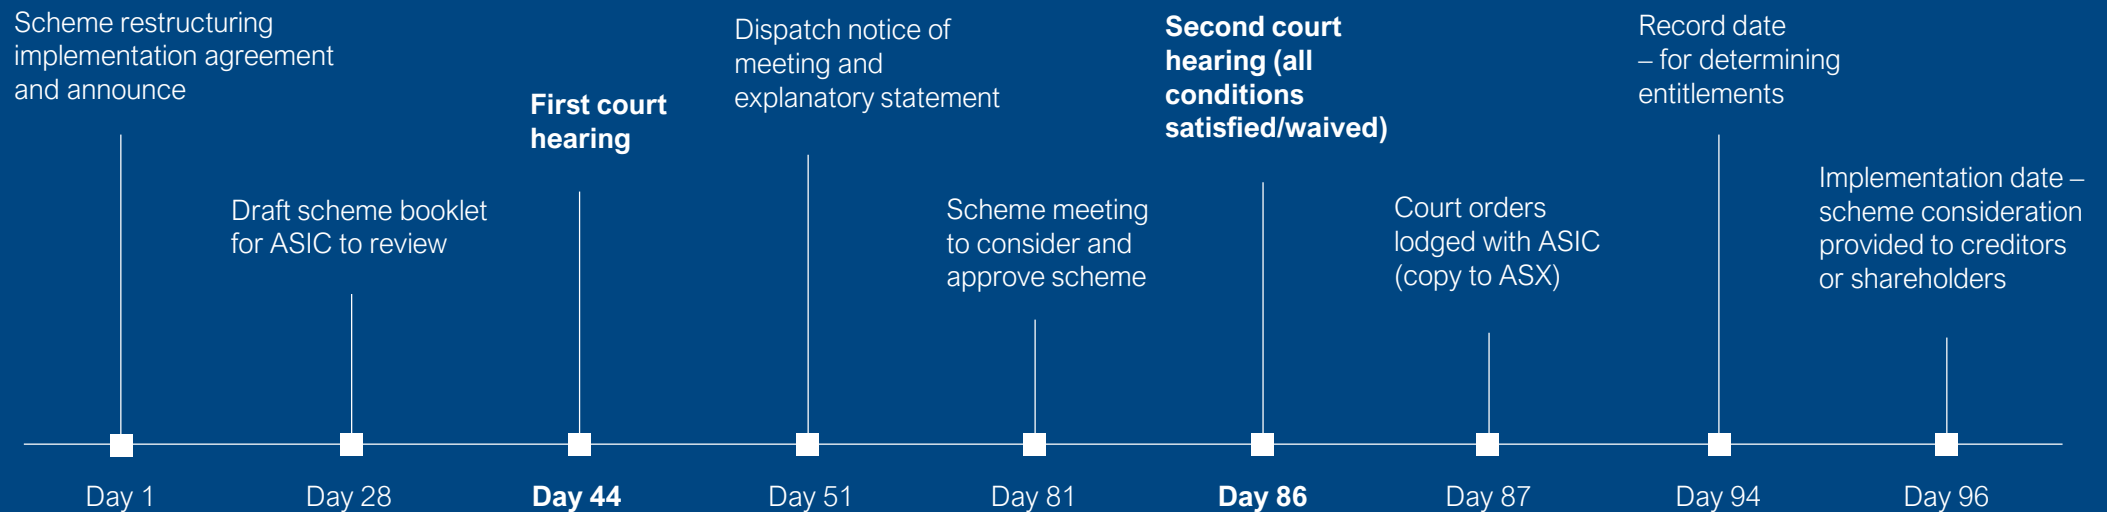 Scheme restructuring
implementation agreement
and announce
Day 1
Draft scheme booklet
for ASIC to review
Day 28
First court
hearing
Day 44
Dispatch notice of
meeting and
explanatory statement
Day 51
Scheme meeting
to consider and
approve scheme
Day 81
Second court
hearing (all
conditions
satisfied/waived)
Day 86
Court orders
lodged with ASIC
(copy to ASX)
Day 87
Record date
– for determining
entitlements
Day 94
Implementation date –
scheme consideration
provided to creditors
or shareholders
Day 96